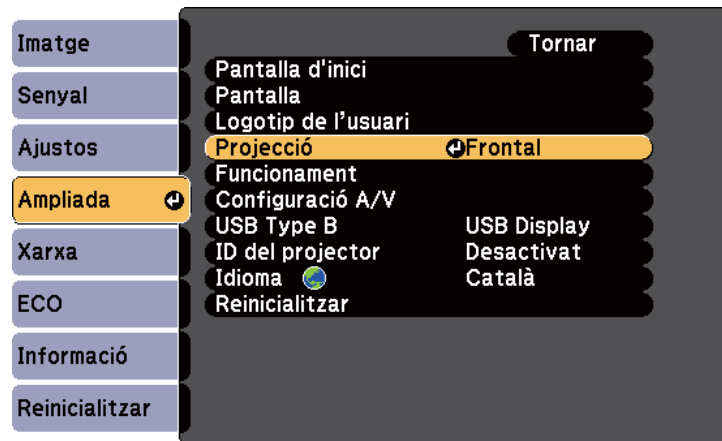 Imatge
Senyal
Ajustos
Ampliada
Xarxa
ECO
Informació
Reinicialitzar
Tornar
Pantalla d'inici
Pantalla
Logotip de l’usuari
Projecció Frontal
Funcionament
Configuració A/V
USB Type B USB Display
ID del projector Desactivat
Idioma Català
Reinicialitzar